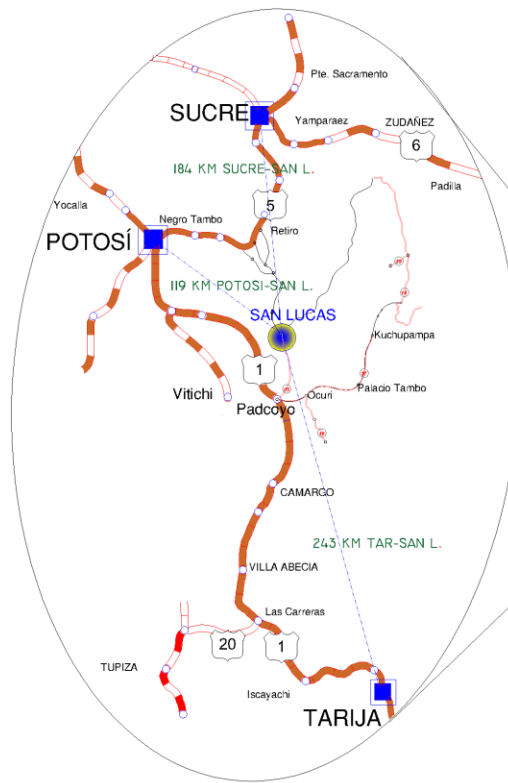 Pte. Sacramento
SUCRE
Yamparaez
ZUDAÑEZ
6
184 KM SUCRE-SAN L.
Padilla
Yocalla
5
Negro Tambo
Retiro
POTOSÍ
119 KM POTOSI-SAN L.
SAN LUCAS
Kuchupampa
1
Vitichi
Palacio Tambo
Ocuri
Padcoyo
CAMARGO
243 KM TAR-SAN L.
VILLA ABECIA
Las Carreras
20
1
TUPIZA
Iscayachi
TARIJA